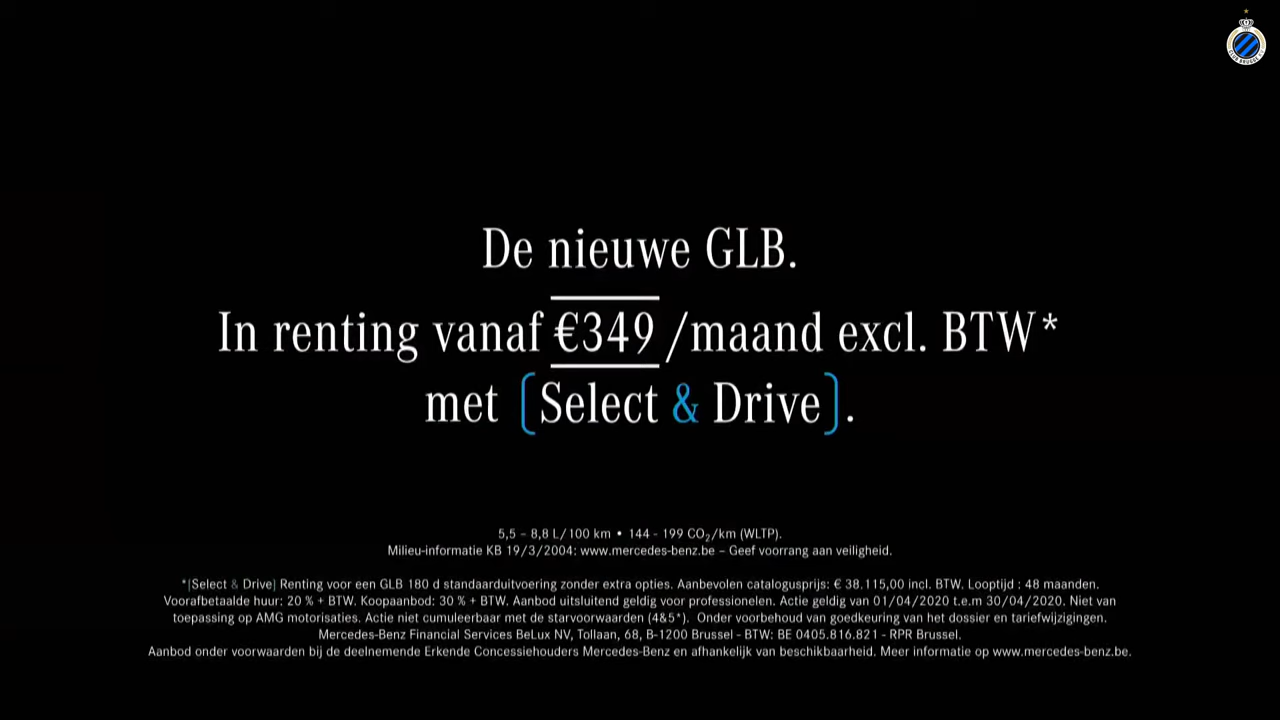 De nieuwe GLB.
In renting vanaf €349 /maand excl. BTW*
met [Select & Drive].
5,5 – 8,8 L/100 km • 144 - 199 CO₂/km (WLTP).
Milieu-informatie KB 19/3/2004: www.mercedes-benz.be – Geef voorrang aan veiligheid.
*[Select & Drive] Renting voor een GLB 180 d standaarduitvoering zonder extra opties. Aanbevolen catalogusprijs: € 38.115,00 incl. BTW. Looptijd : 48 maanden.
Voorafbetaalde huur: 20 % + BTW. Koopaanbod: 30 % + BTW. Aanbod uitsluitend geldig voor professionelen. Actie geldig van 01/04/2020 t.e.m 30/04/2020. Niet van
toepassing op AMG motorisaties. Actie niet cumuleerbaar met de starvoorwaarden (4&5*). Onder voorbehoud van goedkeuring van het dossier en tariefwijzigingen.
Mercedes-Benz Financial Services BeLux NV, Tollaan, 68, B-1200 Brussel - BTW: BE 0405.816.821 - RPR Brussel.
Aanbod onder voorwaarden bij de deelnemende Erkende Concessiehouders Mercedes-Benz en afhankelijk van beschikbaarheid. Meer informatie op www.mercedes-benz.be.